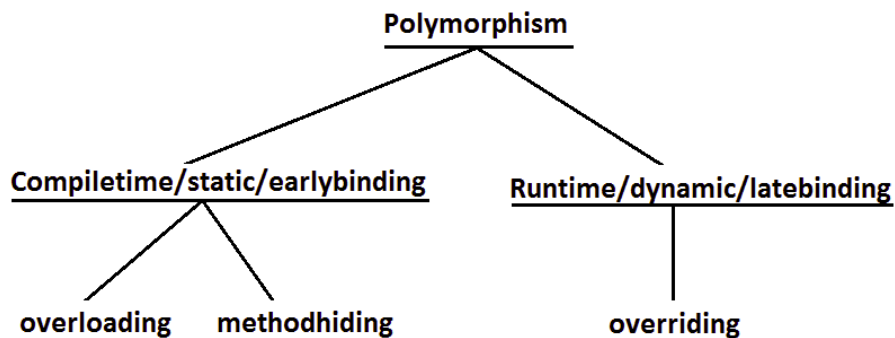 Polymorphism
Compiletime/static/earlybinding
Runtime/dynamic/latebinding
overloading
methodhiding
overriding